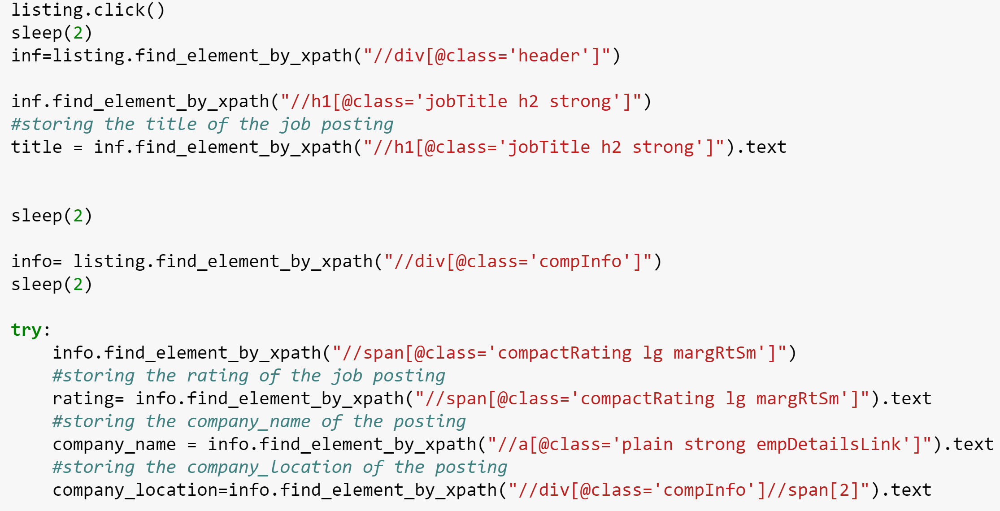 listing.click()
sleep(2)
inf=listing.find_element_by_xpath("//div[@class='header']")
inf.find_element_by_xpath("//h1[@class='jobTitle h2 strong']")
#storing the title of the job posting
title = inf.find_element_by_xpath("//h1[@class='jobTitle h2 strong']").text
sleep(2)
info= listing.find_element_by_xpath("//div[@class='compInfo']")
sleep(2)
try:
    info.find_element_by_xpath("//span[@class='compactRating lg margRtSm']")
    #storing the rating of the job posting
    rating= info.find_element_by_xpath("//span[@class='compactRating lg margRtSm']").text
    #storing the company_name of the posting
    company_name = info.find_element_by_xpath("//a[@class='plain strong empDetailsLink']").text
    #storing the company_location of the posting
    company_location=info.find_element_by_xpath("//div[@class='compInfo']//span[2]").text